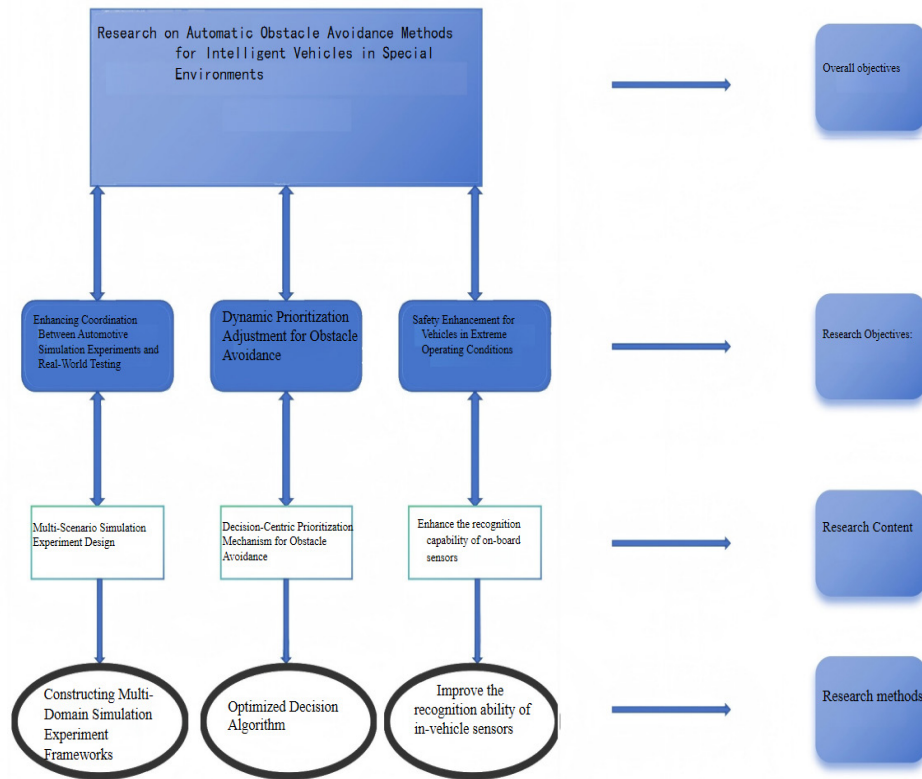 Research on Automatic Obstacle Avoidance Methods
for Intelligent Vehicles in Special
Environments
Overall objectives
Enhancing Coordination
Between Automotive
Simulation Experiments and
Real-World Testing
Dynamic Prioritization
Adjustment for Obstacle
Avoidance
Safety Enhancement for
Vehicles in Extreme
Operating Conditions
Research Objectives:
Multi-Scenario Simulation
Experiment Design
Decision-Centric Prioritization
Mechanism for Obstacle
Avoidance
Enhance the recognition
capability of on-board
sensors
Research Content
Constructing Multi-
Domain Simulation
Experiment
Frameworks
Optimized Decision
Algorithm
Improve the
recognition ability of
in-vehicle sensors
Research methods